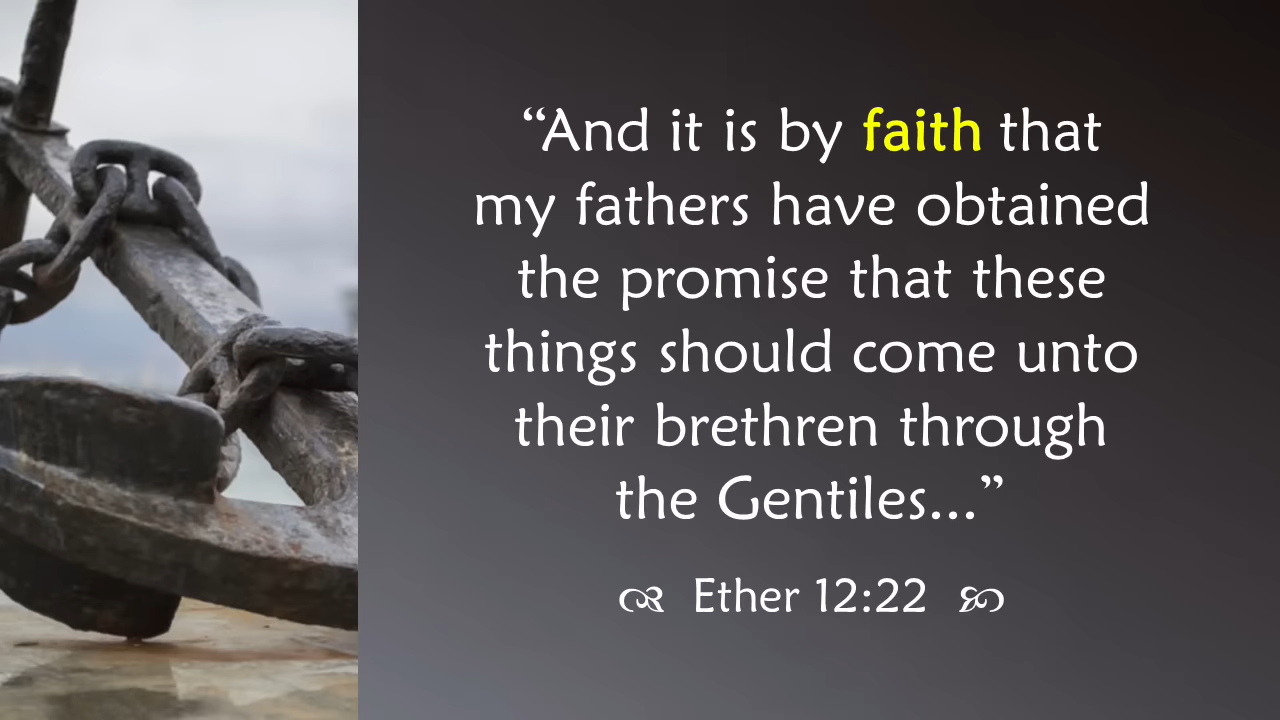 “And it is by faith that
my fathers have obtained
the promise that these
things should come unto
their brethren through
the Gentiles...”
Ether 12:22